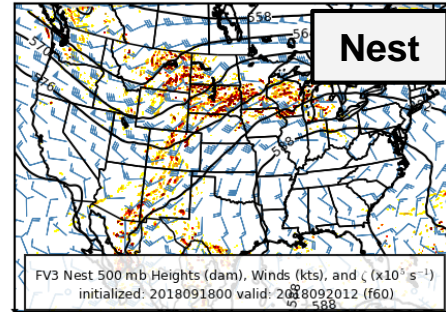 558
570
576
Nest
588
FV3 Nest 500 mb Heights (dam), Winds (kts), and ζ (x10⁵ s⁻¹)
initialized: 2018091800 valid: 2018092012 (f60)
588
588